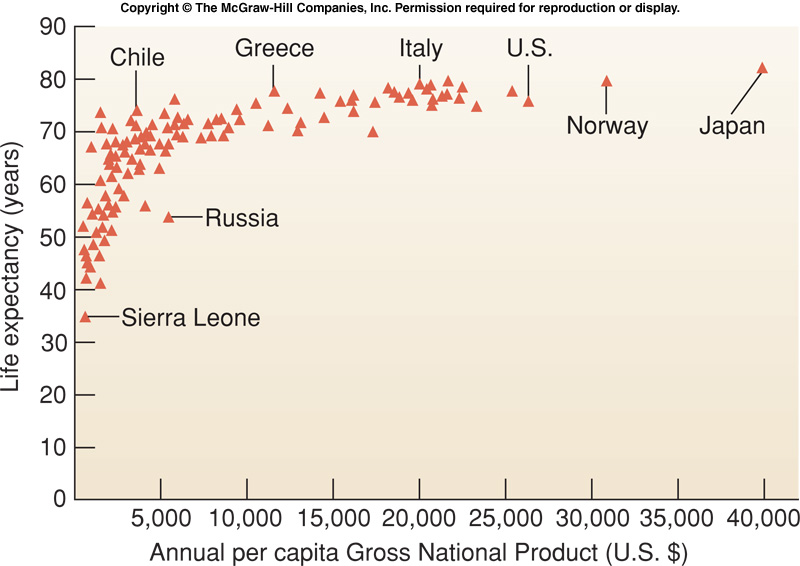 Copyright © The McGraw-Hill Companies, Inc. Permission required for reproduction or display.
90
80
70
60
50
40
30
20
10
0
Life expectancy (years)
Chile
Greece
Italy
U.S.
Norway
Japan
Russia
Sierra Leone
5,000 10,000 15,000 20,000 25,000 30,000 35,000 40,000
Annual per capita Gross National Product (U.S. $)